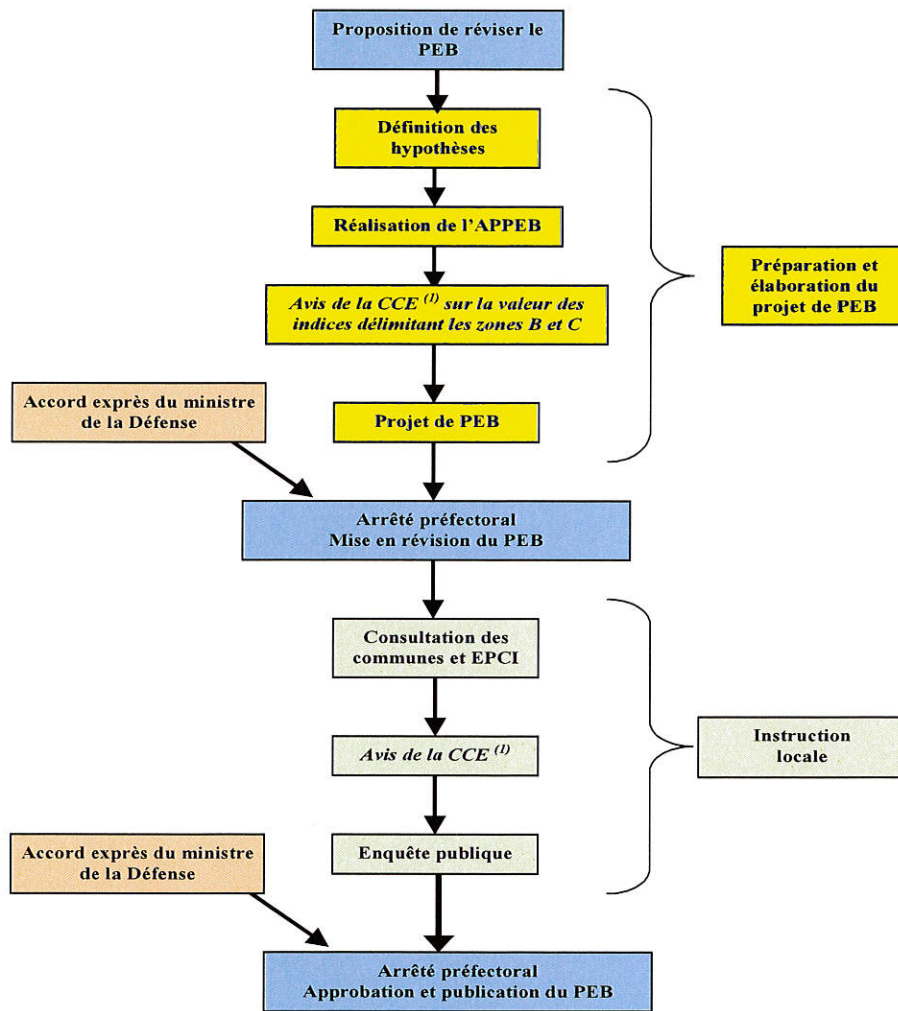 Proposition de réviser le
PEB
Définition des
hypothèses
Réalisation de l'APPEB
Avis de la CCE (1) sur la valeur des
indices délimitant les zones B et C
Préparation et
élaboration du
projet de PEB
Accord exprès du ministre
de la Défense
Projet de PEB
Arrêté préfectoral
Mise en révision du PEB
Consultation des
communes et EPCI
Avis de la CCE (1)
Instruction
locale
Enquête publique
Accord exprès du ministre
de la Défense
Arrêté préfectoral
Approbation et publication du PEB